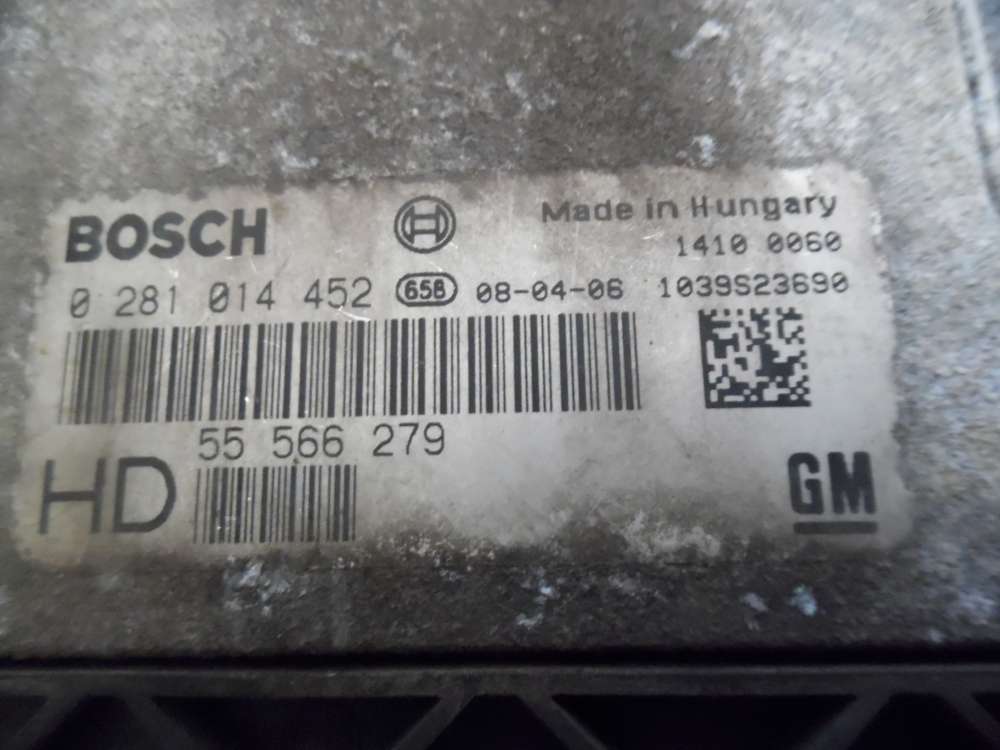 BOSCH
Made in Hungary
1410 0060
0 281 014 452 658 08-04-06 1039S23690
55 566 279
HD
GM